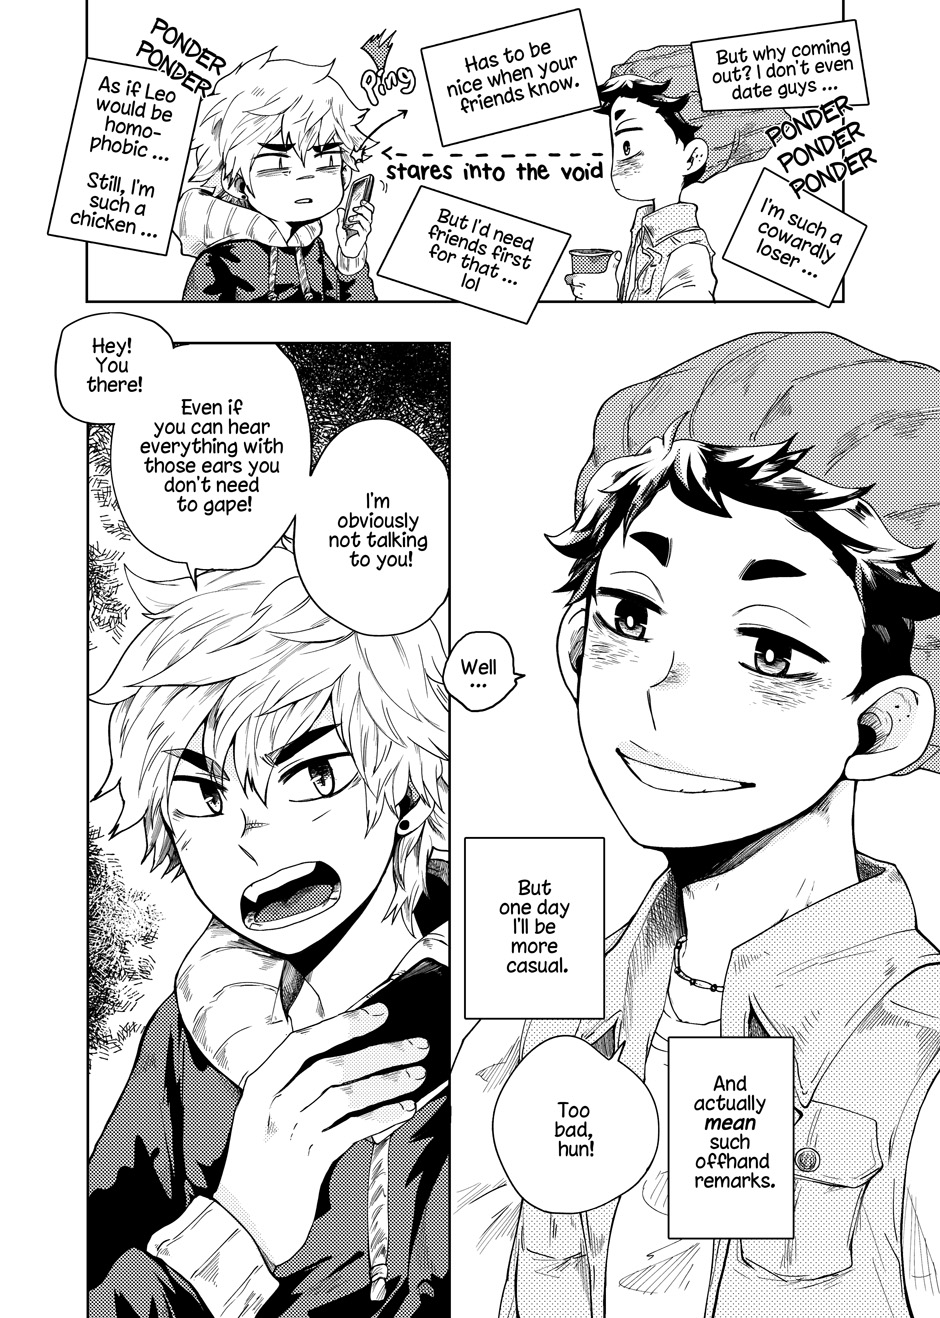 PONDER
PONDER
As if Leo
would be
homo-
phobic ...
Still, I'm
such a
chicken ...
Ping
Has to be
nice when your
friends know.
stares into the void
But I'd need
friends first
for that ...
lol
But why coming
out? I don't even
date guys ...
PONDER
PONDER
PONDER
I'm such a
cowardly
loser ...
Hey!
You
there!
Even if
you can hear
everything with
those ears you
don't need
to gape!
I'm
obviously
not talking
to you!
Well
...
But
one day
I'll be
more
casual.
Too
bad,
hun!
And
actually
mean
such
offhand
remarks.